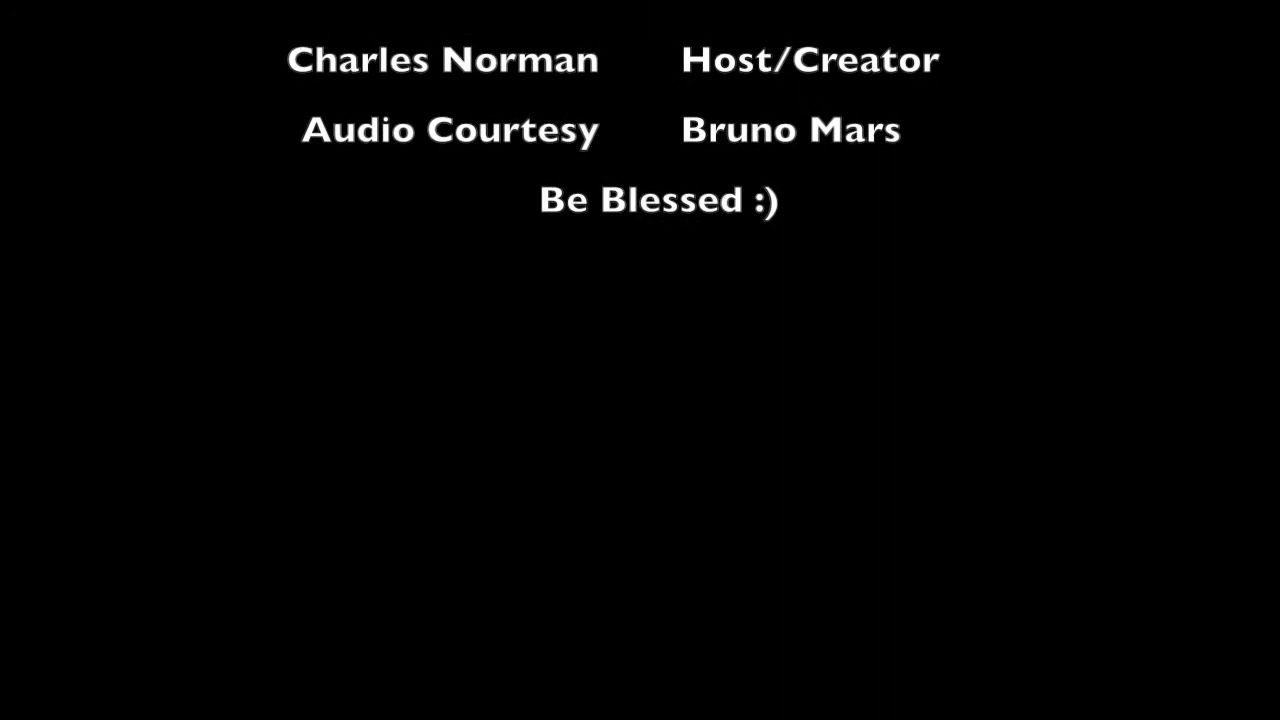 Charles Norman Host/Creator
Audio Courtesy Bruno Mars
Be Blessed :)